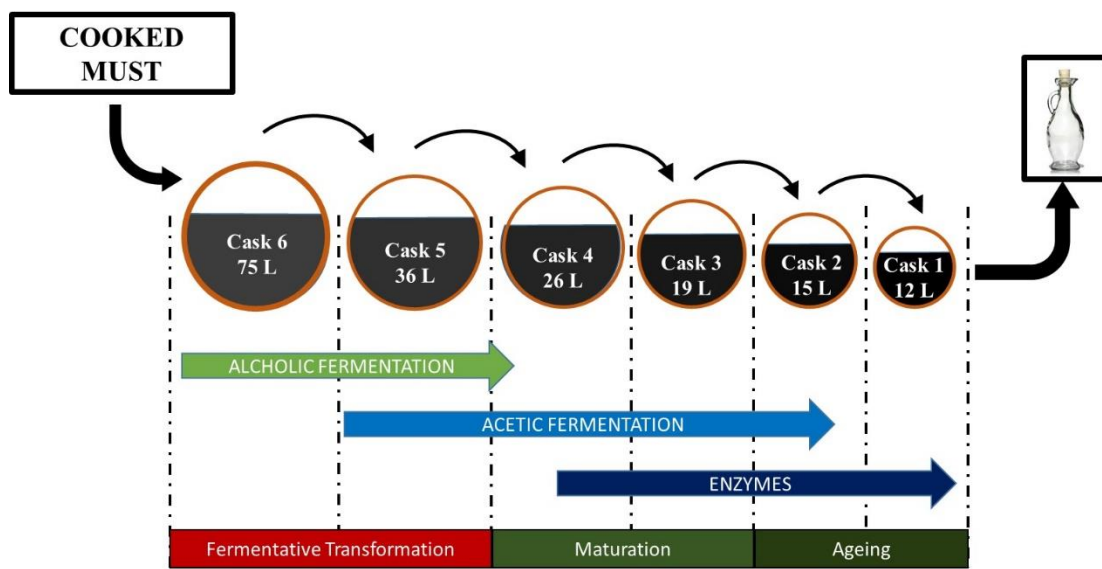 COOKED
MUST
Cask 6
75 L
Cask 5
36 L
Cask 4
26 L
Cask 3
19 L
Cask 2
15 L
Cask 1
12 L
ALCHOLIC FERMENTATION
ACETIC FERMENTATION
ENZYMES
Fermentative Transformation
Maturation
Ageing